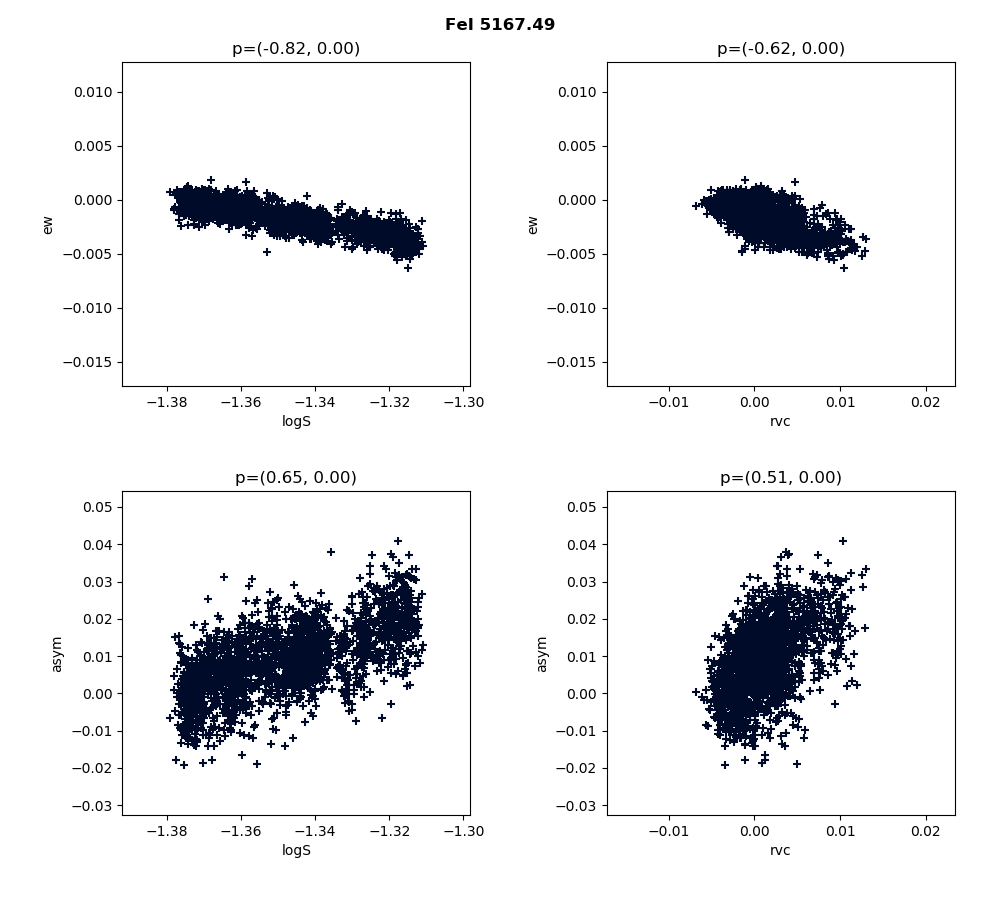 FeI 5167.49
p=(-0.82, 0.00)
p=(-0.62, 0.00)
0.010
0.005
0.000
−0.005
−0.010
−0.015
ew
−1.38 −1.36 −1.34 −1.32 −1.30
logS
0.010
0.005
0.000
−0.005
−0.010
−0.015
ew
−0.01 0.00 0.01 0.02
rvc
p=(0.65, 0.00)
p=(0.51, 0.00)
0.05
0.04
0.03
0.02
0.01
0.00
−0.01
−0.02
−0.03
asym
−1.38 −1.36 −1.34 −1.32 −1.30
logS
0.05
0.04
0.03
0.02
0.01
0.00
−0.01
−0.02
−0.03
asym
−0.01 0.00 0.01 0.02
rvc